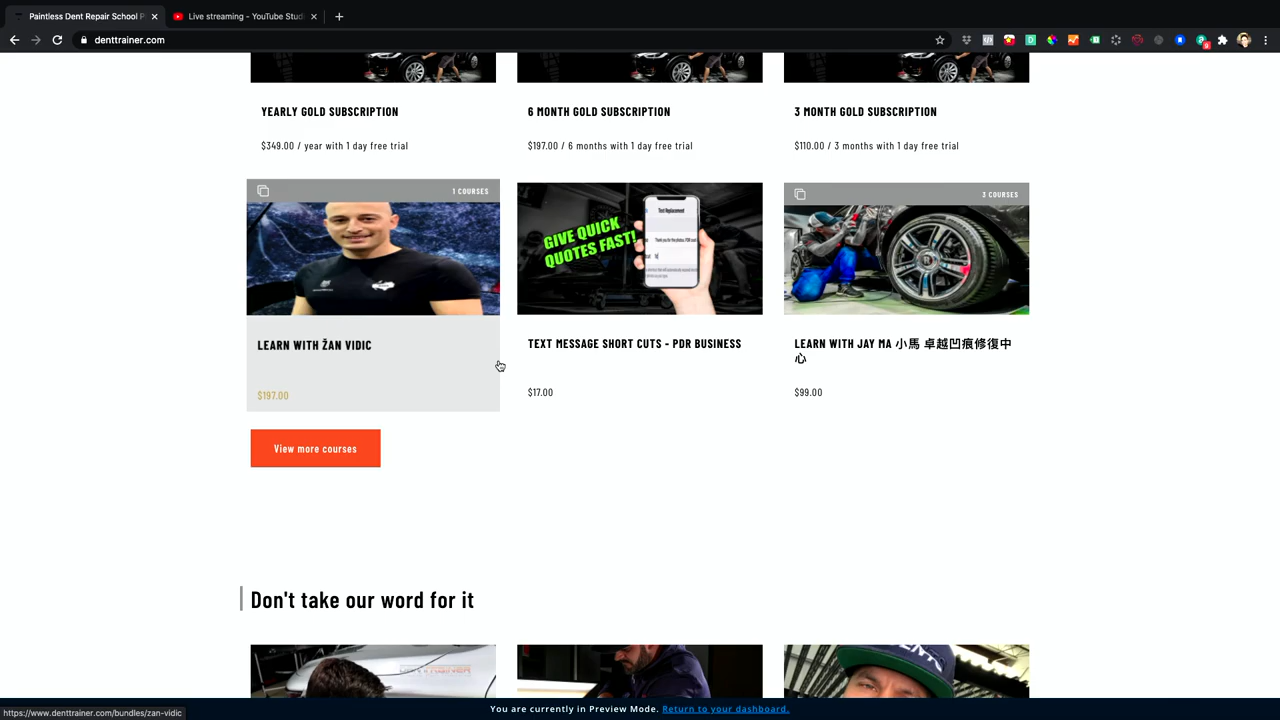 Paintless Dent Repair School P
Live streaming - YouTube Studi
denttrainer.com
9
YEARLY GOLD SUBSCRIPTION
6 MONTH GOLD SUBSCRIPTION
3 MONTH GOLD SUBSCRIPTION
$349.00 / year with 1 day free trial
$197.00 / 6 months with 1 day free trial
$110.00 / 3 months with 1 day free trial
1 COURSES
GIVE QUICK
QUOTES FAST!
Text Replacement
3 COURSES
LEARN WITH ŽAN VIDIC
TEXT MESSAGE SHORT CUTS - PDR BUSINESS
LEARN WITH JAY MA 小馬 卓越凹痕修復中
心
$197.00
$17.00
$99.00
View more courses
Don't take our word for it
You are currently in Preview Mode. Return to your dashboard.
https://www.denttrainer.com/bundles/zan-vidic